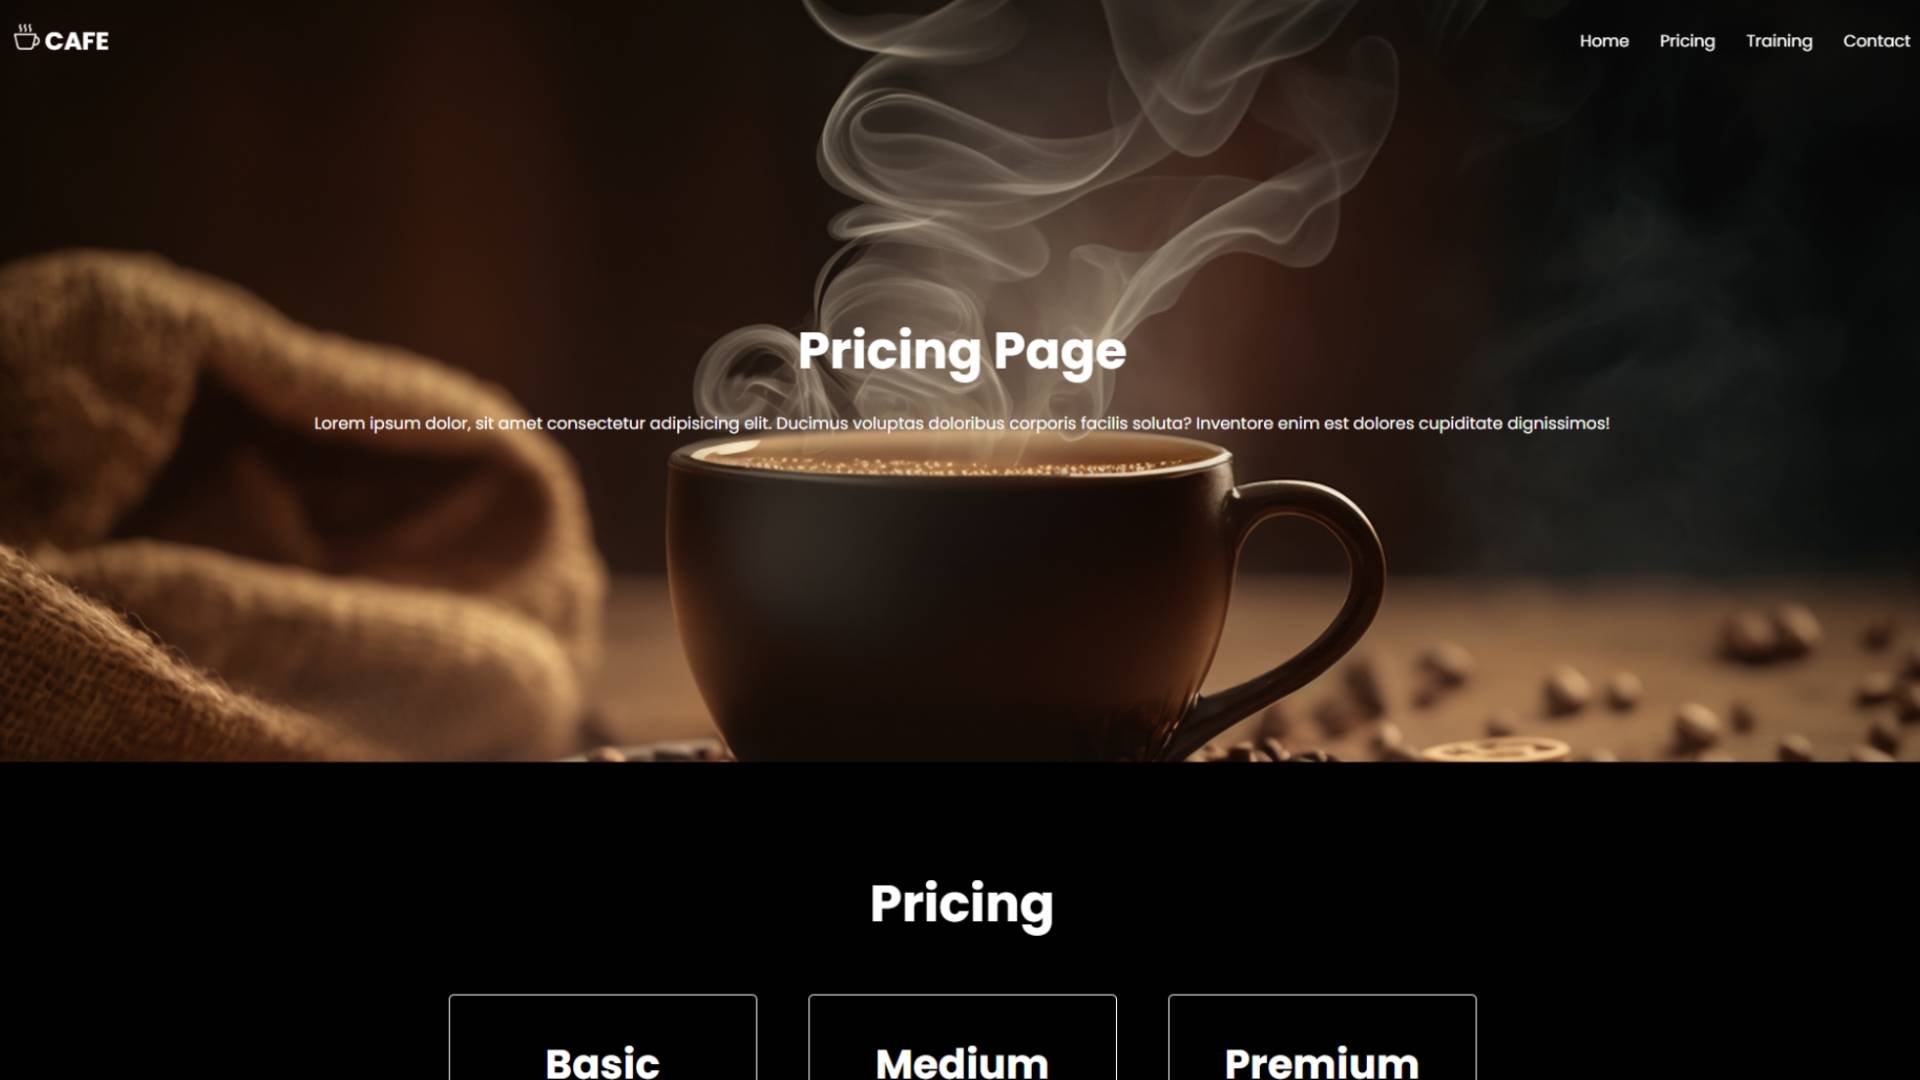 CAFE
Home Pricing Training Contact
Pricing Page
Lorem ipsum dolor, sit amet consectetur adipisicing elit. Ducimus voluptas doloribus corporis facilis soluta? Inventore enim est dolores cupiditate dignissimos!
Pricing
Basic
Medium
Premium